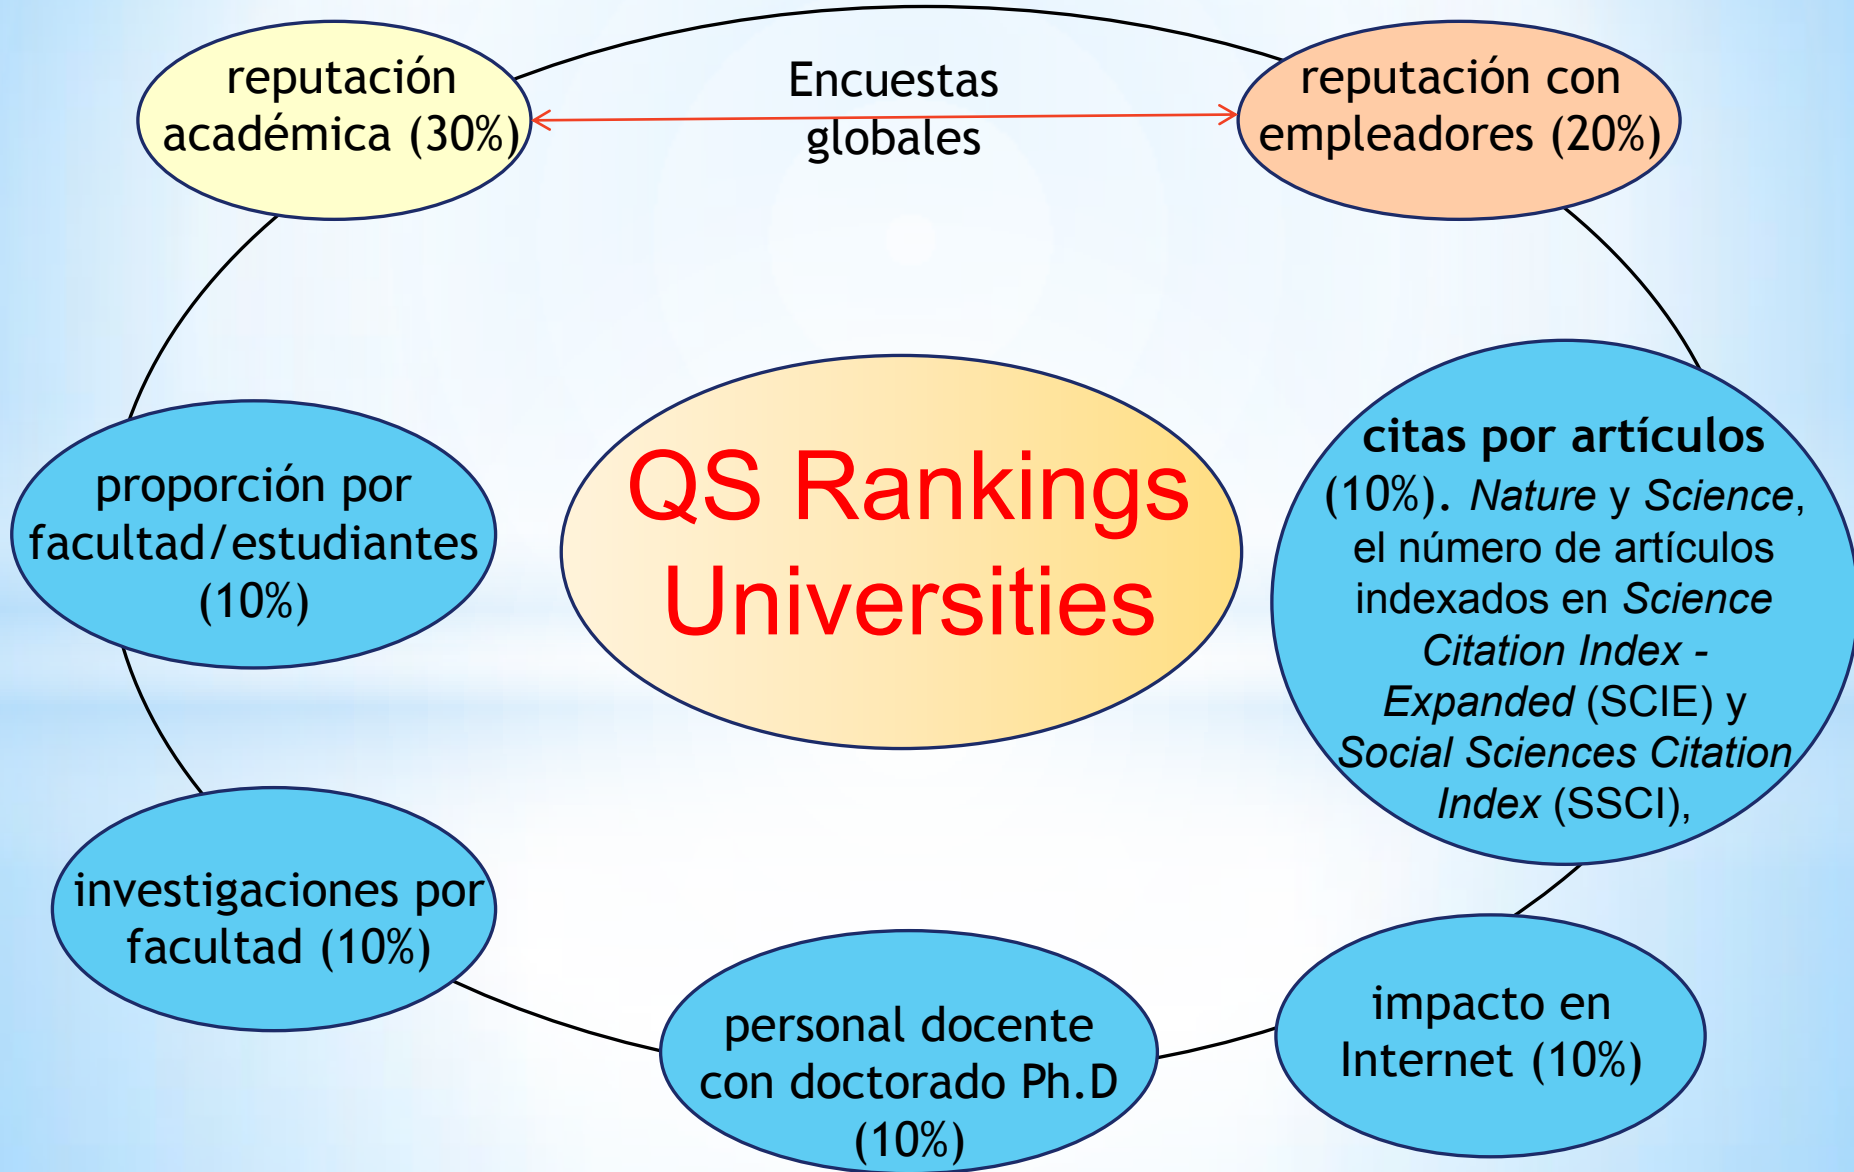 reputación
académica (30%)
Encuestas
globales
reputación con
empleadores (20%)
QS Rankings
Universities
citas por artículos
(10%). Nature y Science,
el número de artículos
indexados en Science
Citation Index -
Expanded (SCIE) y
Social Sciences Citation
Index (SSCI),
proporción por
facultad/estudiantes
(10%)
investigaciones por
facultad (10%)
personal docente
con doctorado Ph.D
(10%)
impacto en
Internet (10%)